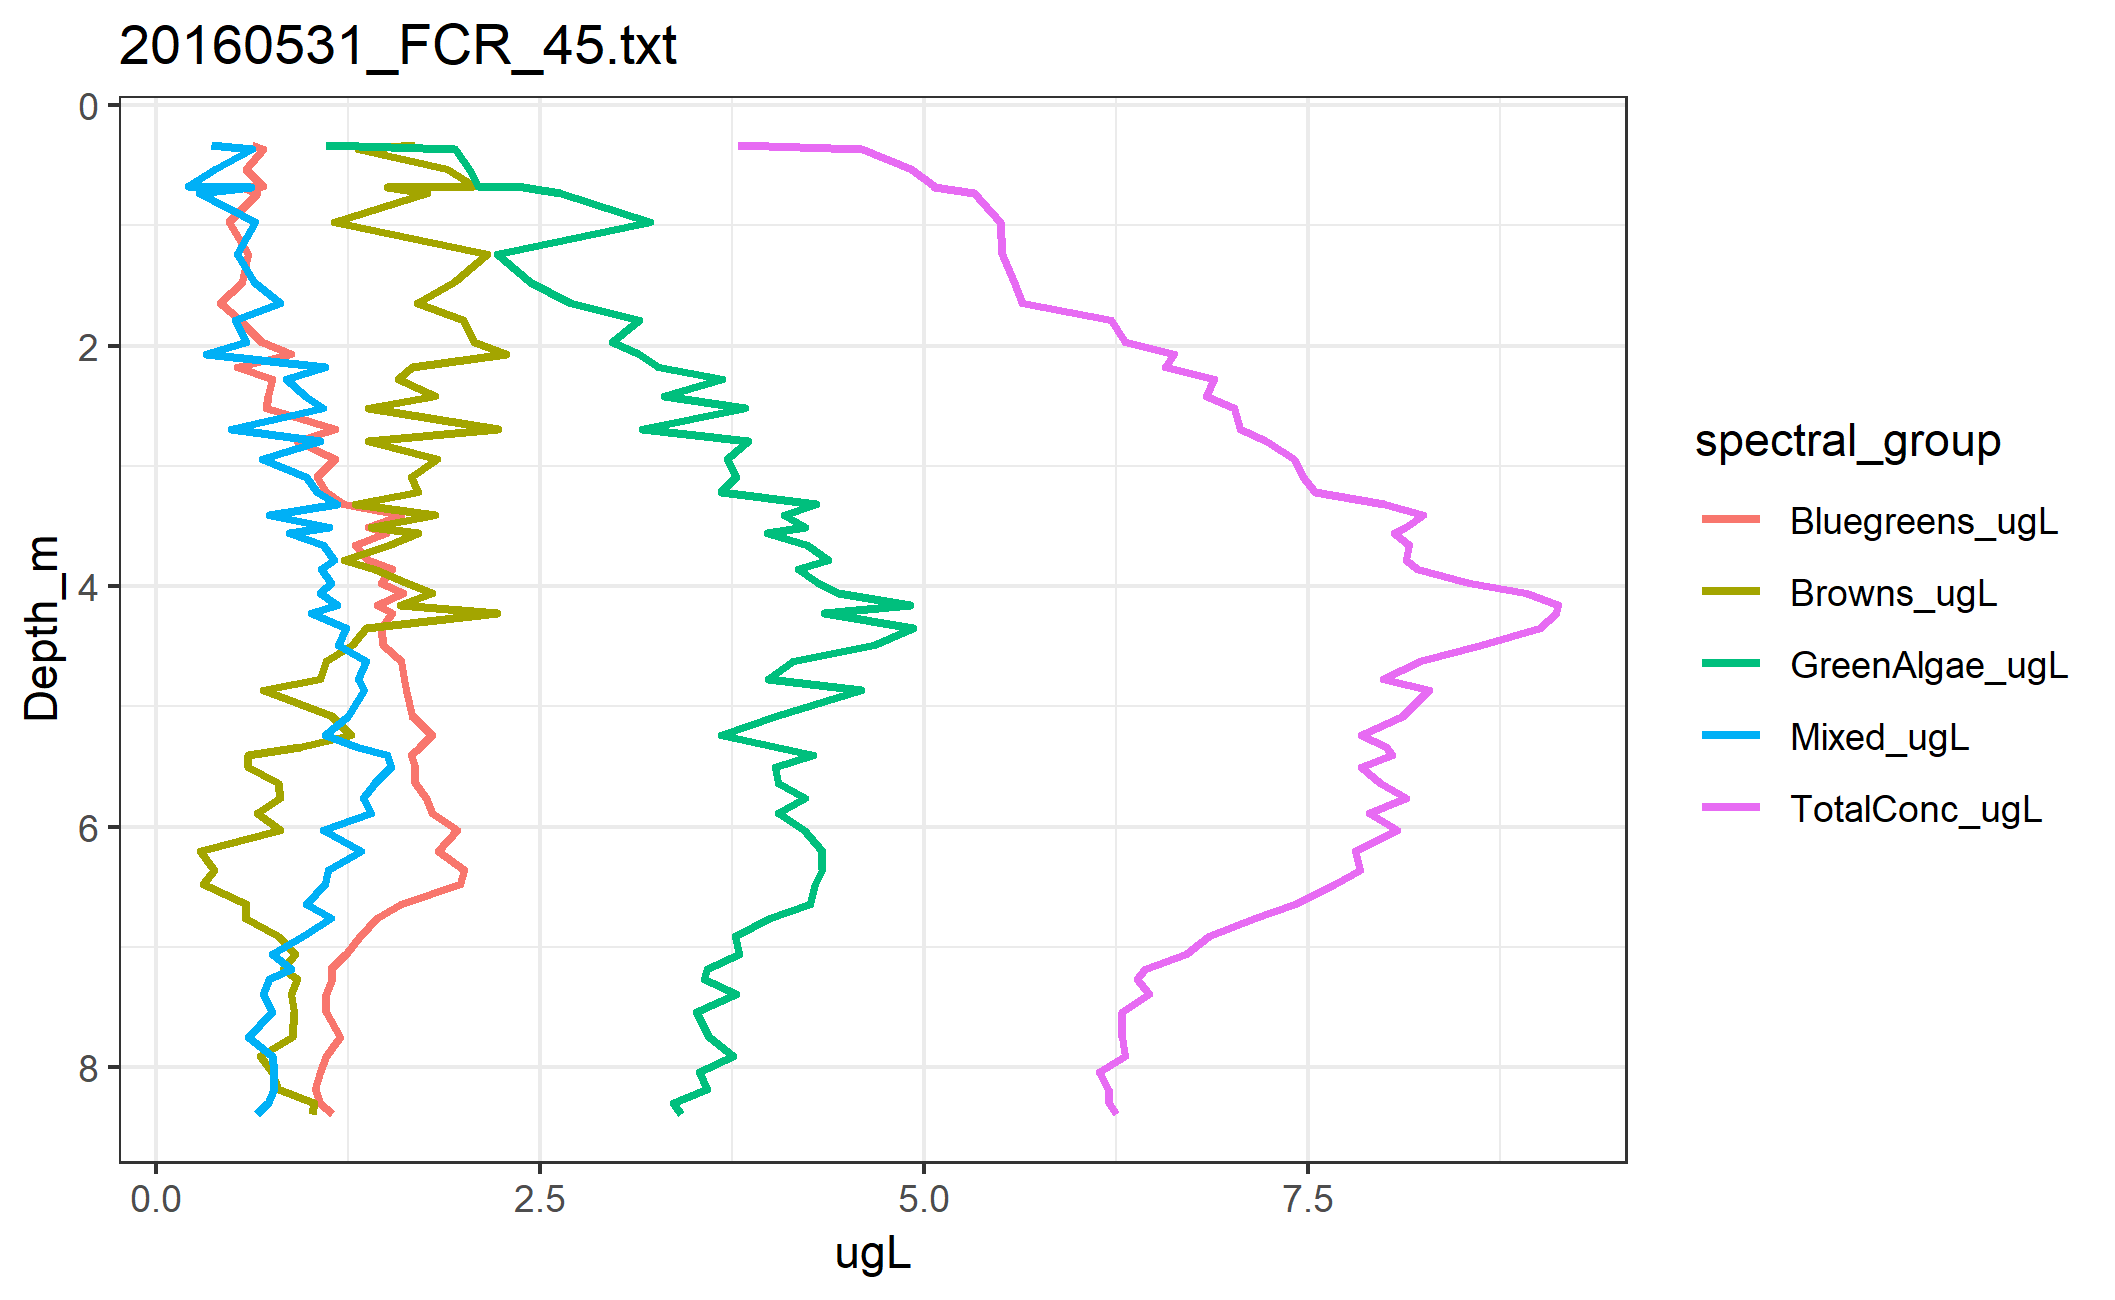 20160531_FCR_45.txt
0
2
4
6
8
Depth_m
0.0 2.5 5.0 7.5
ugL
spectral_group
Bluegreens_ugL
Browns_ugL
GreenAlgae_ugL
Mixed_ugL
TotalConc_ugL